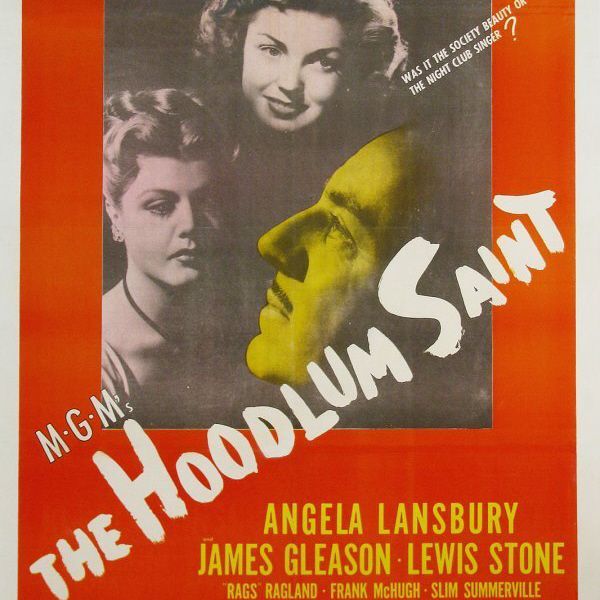 WAS IT THE SOCIETY BEAUTY OR
THE NIGHT CLUB SINGER?
M·G·M's
THE HOODLUM SAINT
ANGELA LANSBURY
and
JAMES GLEASON · LEWIS STONE
"RAGS" RAGLAND · FRANK McHUGH · SLIM SUMMERVILLE